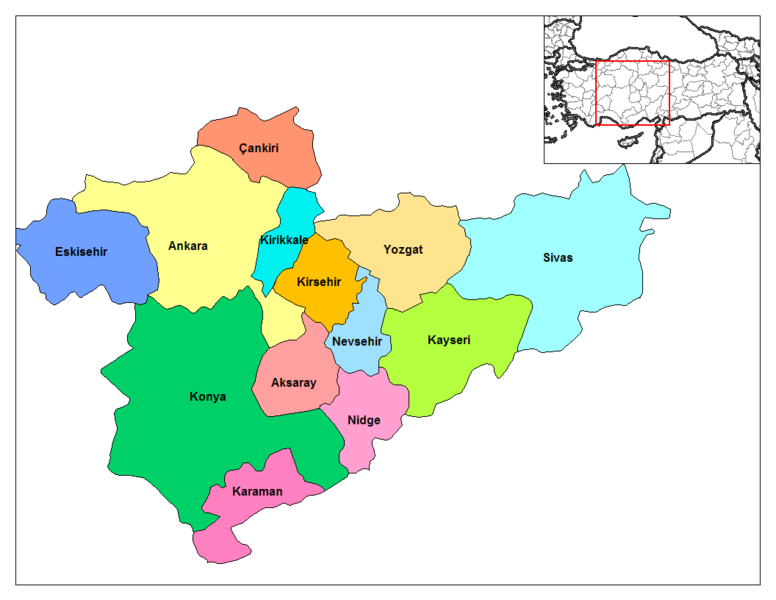 Çankiri
Eskisehir
Ankara
Kirikkale
Yozgat
Sivas
Kirsehir
Nevsehir
Kayseri
Konya
Aksaray
Nidge
Karaman